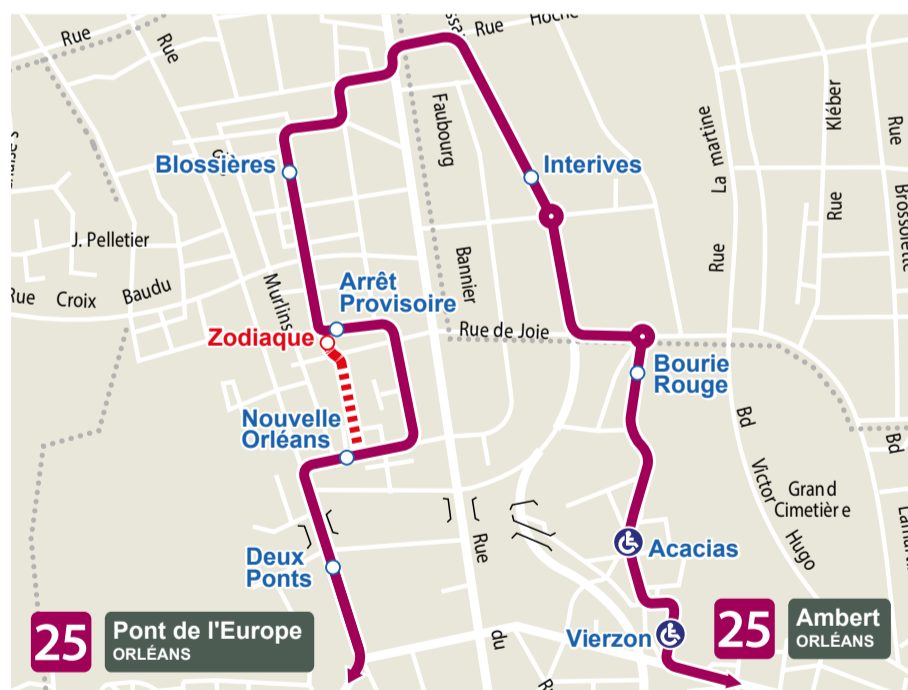 Rue
Rue
Rue Hoche
Faubourg
La martine
Kléber
Rue
Blossières
Interives
Rue
Brossolette
J. Pelletier
Bannier
Rue
Rue Croix Baudu
Murlins
Arrêt
Provisoire
Zodiaque
Rue de Joie
Bourie
Rouge
Nouvelle
Orléans
Bd
Victor
Hugo
Bd
Grand
Cimetière
Deux
Ponts
Rue
du
Acacias
Vierzon
25
Pont de l'Europe
ORLÉANS
25
Ambert
ORLÉANS